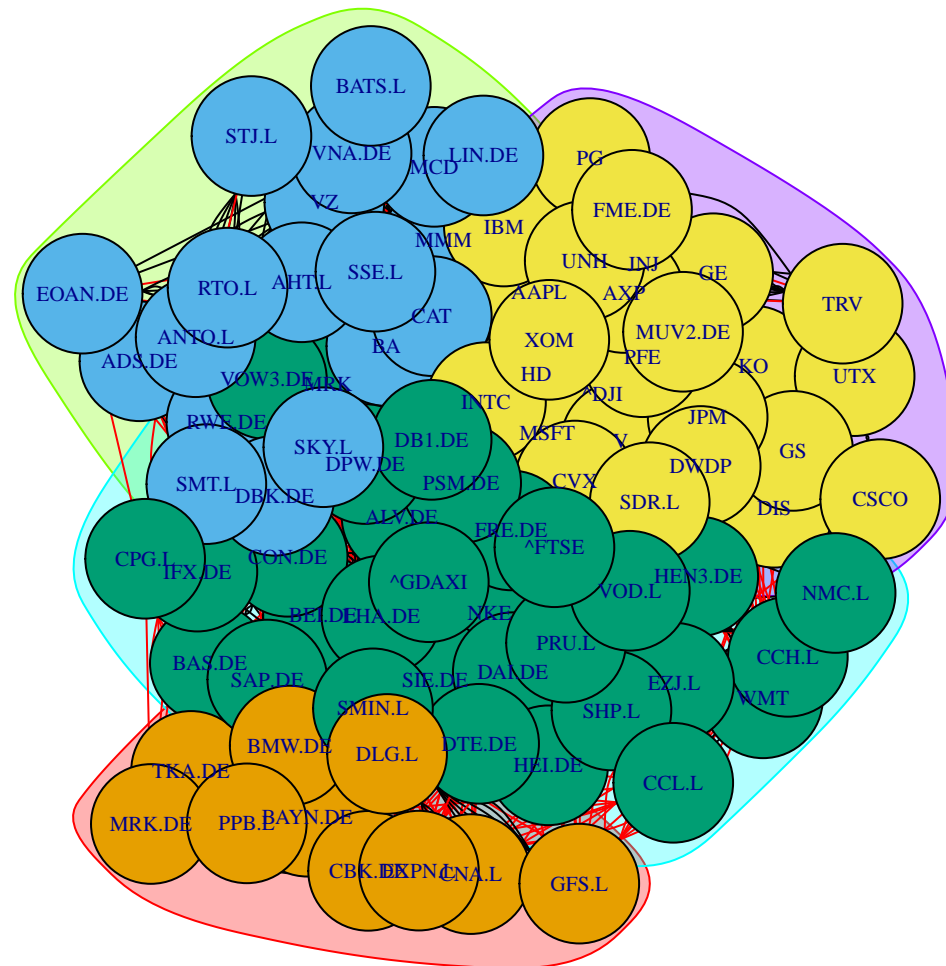 BATS.L
STJ.L
VNA.DE
LIN.DE
MCD
PG
VZ
FME.DE
IBM
MMM
UNH
JNJ
GE
EOAN.DE
RTO.L
AHT.L
SSE.L
AAPL
AXP
TRV
CAT
ANTO.L
BA
XOM
MUV2.DE
ADS.DE
PFE
KO
UTX
VOW3.DE
MRK
HD
^DJI
INTC
JPM
RWE.DE
MSFT
V
SKY.L
DB1.DE
DPW.DE
GS
DWDP
SMT.L
DBK.DE
PSM.DE
CVX
SDR.L
CSCO
DIS
ALV.DE
FRE.DE
^FTSE
CPG.L
IFX.DE
CON.DE
^GDAXI
HEN3.DE
VOD.L
NMC.L
BEI.DE
LHA.DE
NKE
PRU.L
BAS.DE
SAP.DE
SIE.DE
DAI.DE
EZJ.L
CCH.L
WMT
SMIN.L
SHP.L
BMW.DE
DLG.L
DTE.DE
HEI.DE
TKA.DE
CCL.L
MRK.DE
PPB.L
BAYN.DE
CBK.DE
EXPN.L
CNA.L
GFS.L